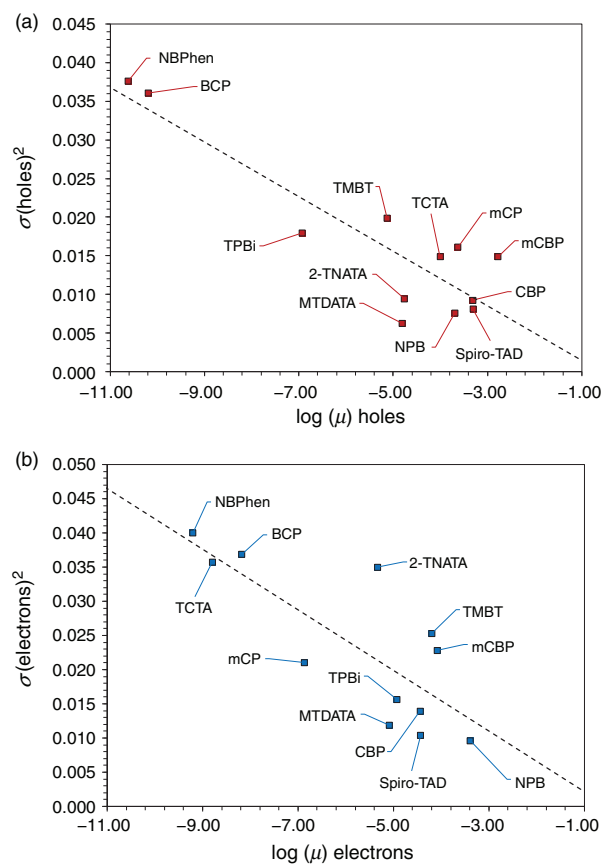 (a)
0.045
0.040
0.035
0.030
0.025
0.020
0.015
0.010
0.005
0.000
σ(holes)²
NBPhen
BCP
TMBT
TCTA
mCP
TPBi
mCBP
2-TNATA
MTDATA
CBP
NPB
Spiro-TAD
−11.00 −9.00 −7.00 −5.00 −3.00 −1.00
log (μ) holes
(b)
0.050
0.045
0.040
0.035
0.030
0.025
0.020
0.015
0.010
0.005
0.000
σ(electrons)²
NBPhen
BCP
2-TNATA
TCTA
TMBT
mCP
mCBP
TPBi
MTDATA
CBP
Spiro-TAD
NPB
−11.00 −9.00 −7.00 −5.00 −3.00 −1.00
log (μ) electrons